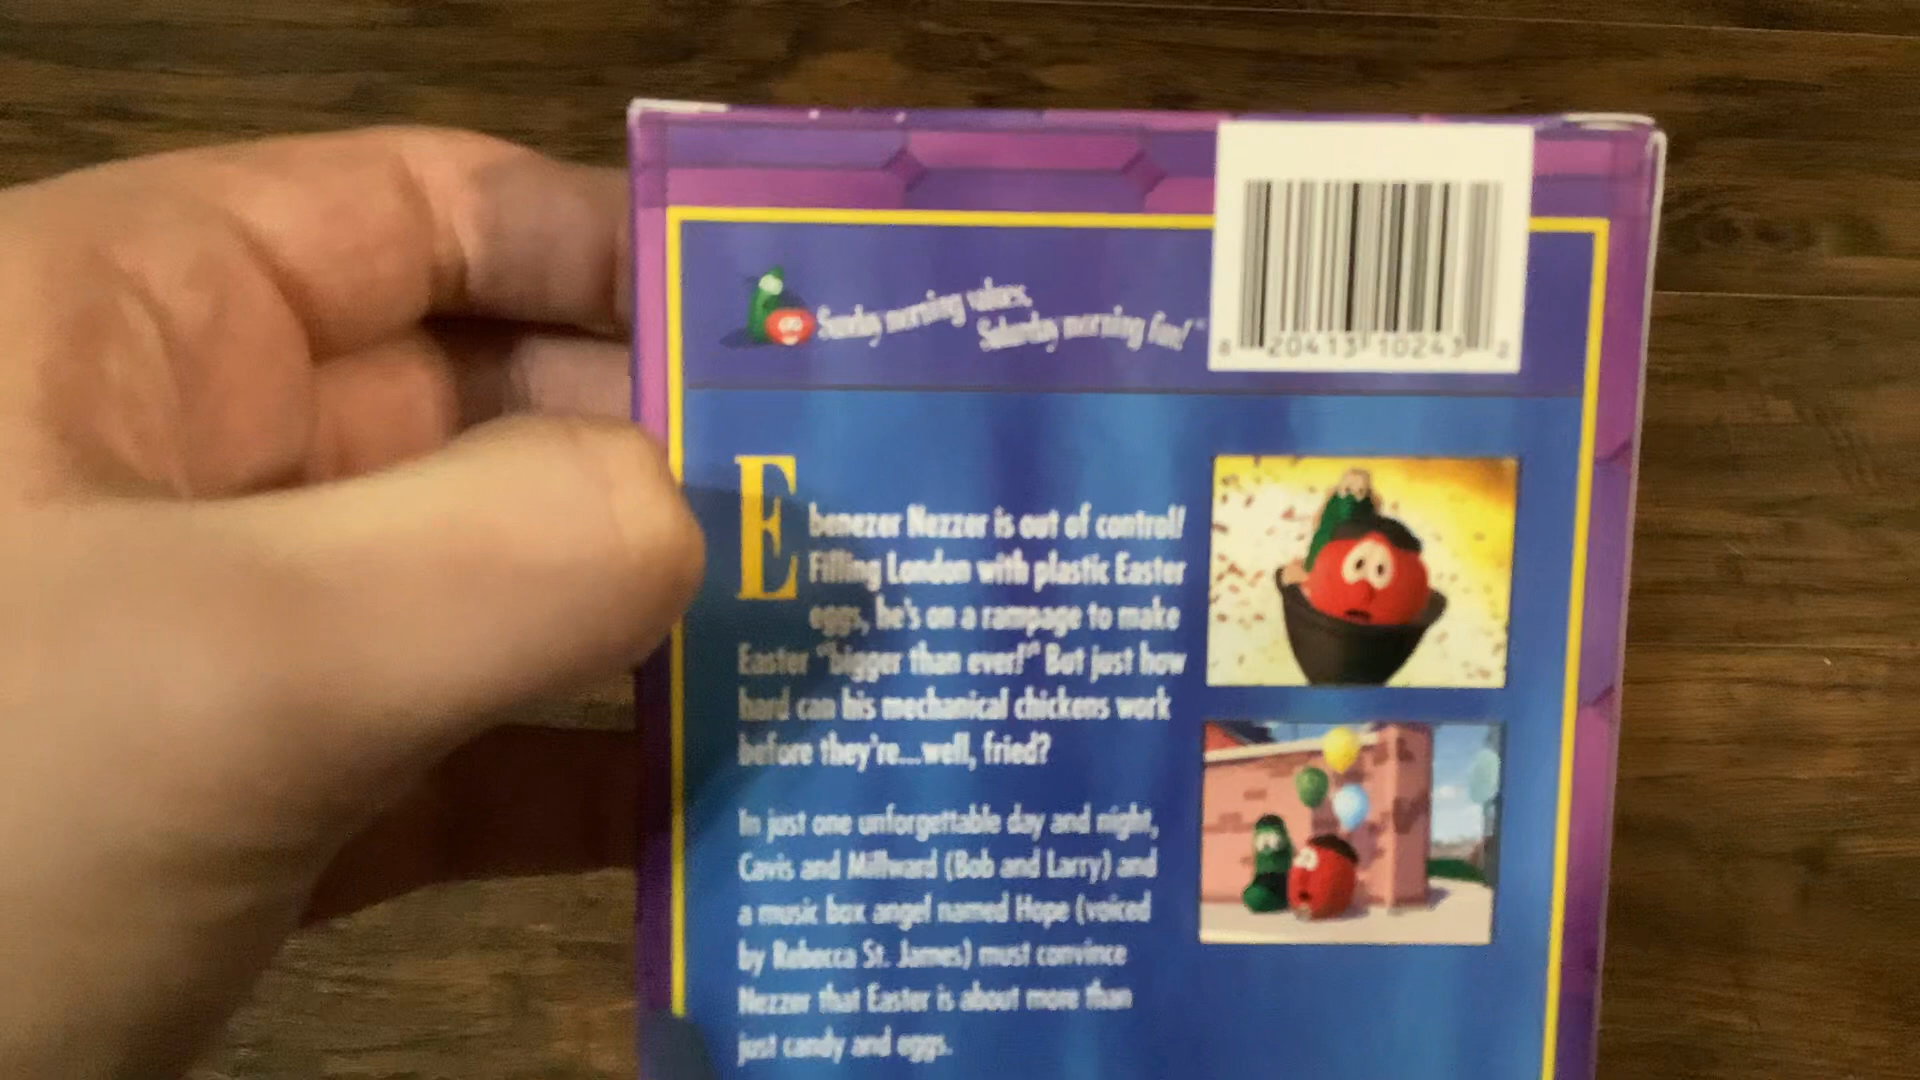 Sunday morning values,
Saturday morning fun!
8 20413 10243 2
Ebenezer Nezzer is out of control!
Filling London with plastic Easter
eggs, he's on a rampage to make
Easter "bigger than ever!" But just how
hard can his mechanical chickens work
before they're...well, fried?
In just one unforgettable day and night,
Cavis and Millward (Bob and Larry) and
a music box angel named Hope (voiced
by Rebecca St. James) must convince
Nezzer that Easter is about more than
just candy and eggs.